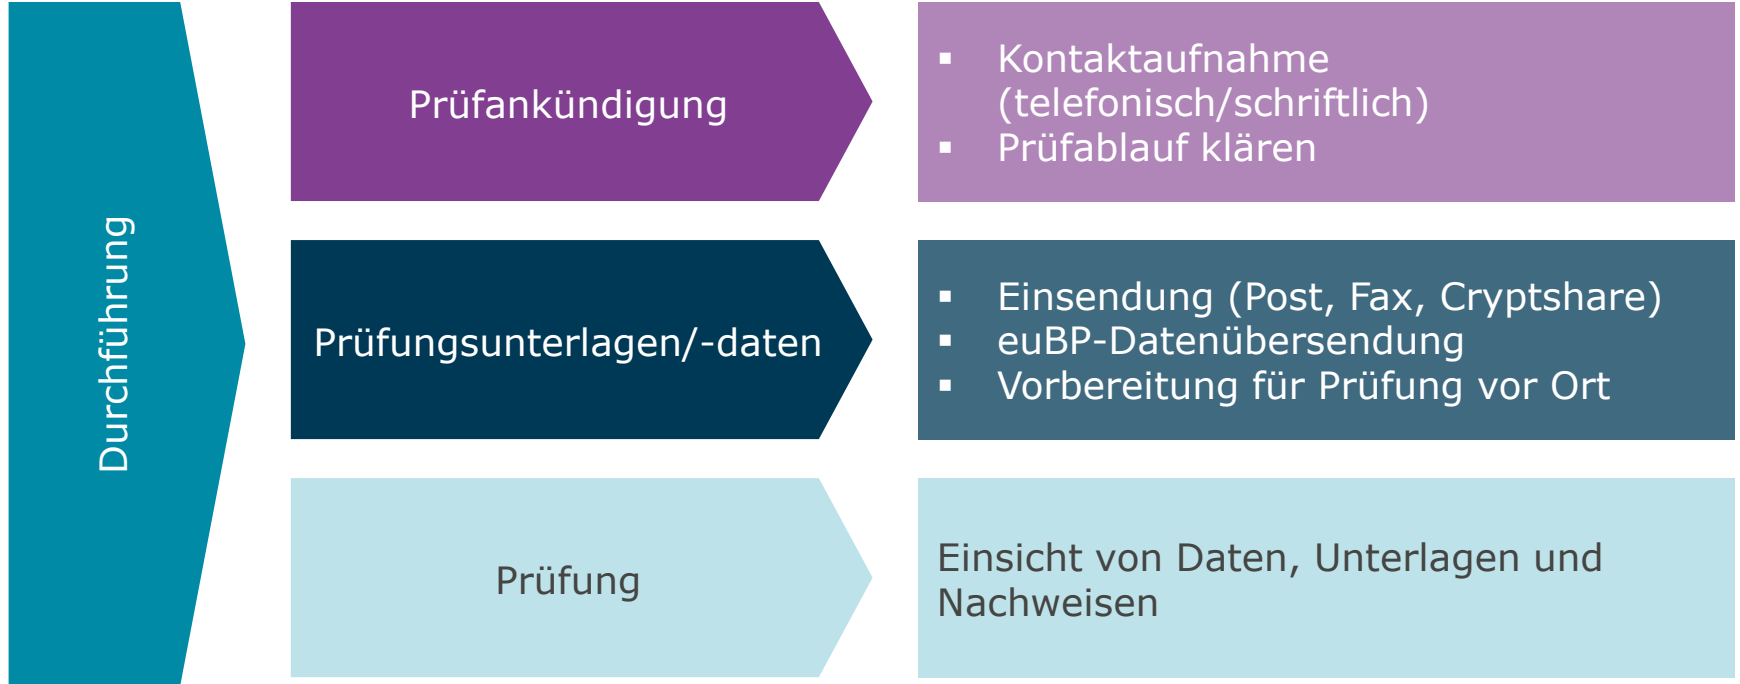 Durchführung
Prüfankündigung
▪ Kontaktaufnahme
(telefonisch/schriftlich)
▪ Prüfablauf klären
Prüfungsunterlagen/-daten
▪ Einsendung (Post, Fax, Cryptshare)
▪ euBP-Datenübersendung
▪ Vorbereitung für Prüfung vor Ort
Prüfung
Einsicht von Daten, Unterlagen und
Nachweisen